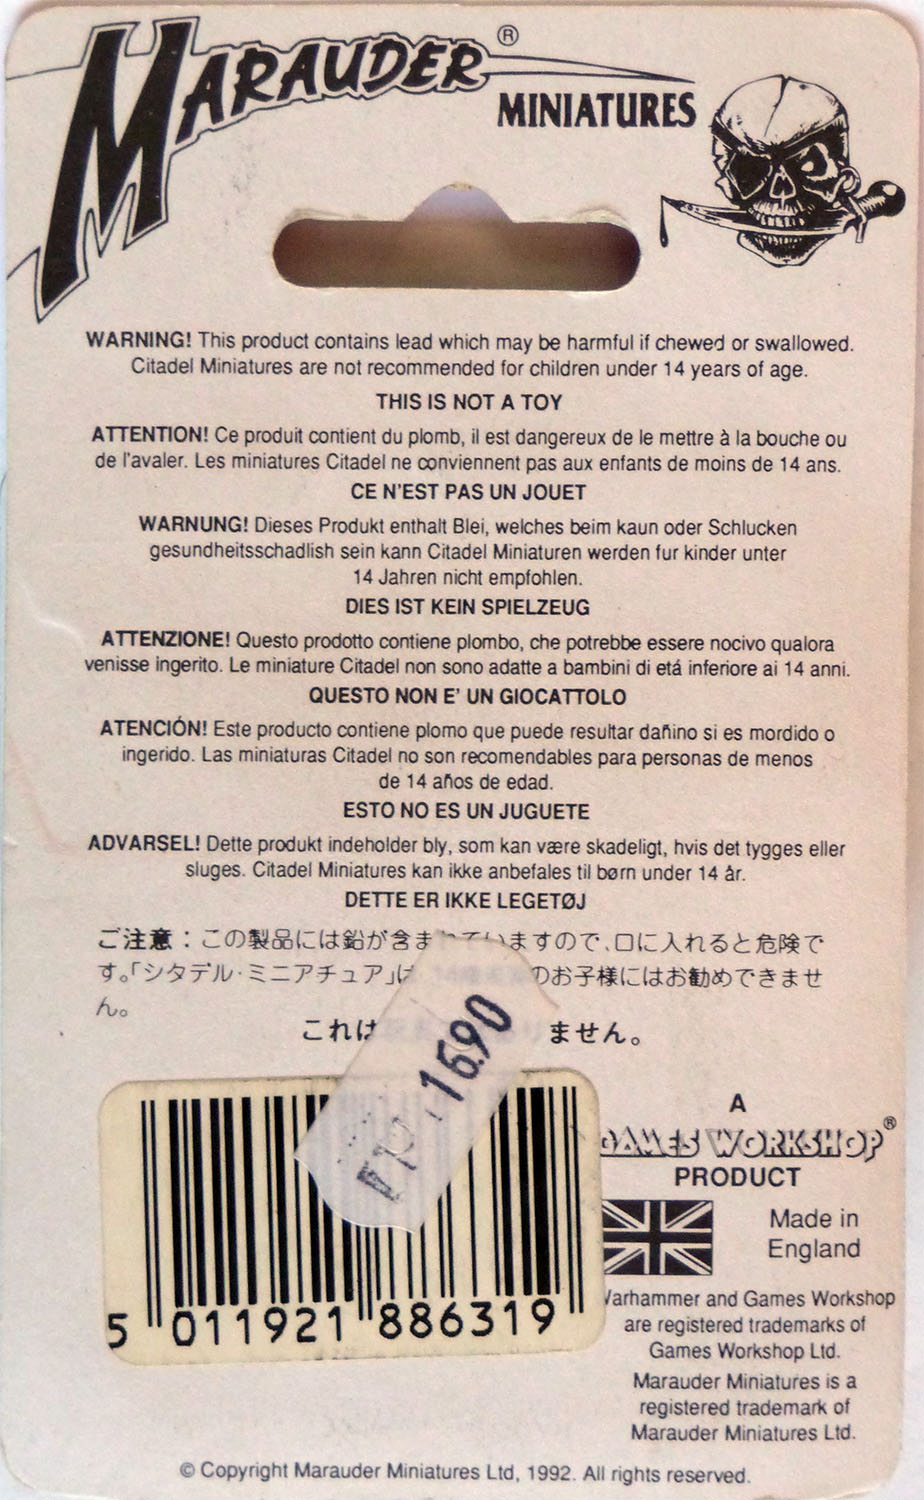 MARAUDER®
MINIATURES
WARNING! This product contains lead which may be harmful if chewed or swallowed.
Citadel Miniatures are not recommended for children under 14 years of age.
THIS IS NOT A TOY
ATTENTION! Ce produit contient du plomb, il est dangereux de le mettre à la bouche ou
de l'avaler. Les miniatures Citadel ne conviennent pas aux enfants de moins de 14 ans.
CE N'EST PAS UN JOUET
WARNUNG! Dieses Produkt enthalt Blei, welches beim kaun oder Schlucken
gesundheitsschadlish sein kann Citadel Miniaturen werden fur kinder unter
14 Jahren nicht empfohlen.
DIES IST KEIN SPIELZEUG
ATTENZIONE! Questo prodotto contiene plombo, che potrebbe essere nocivo qualora
venisse ingerito. Le miniature Citadel non sono adatte a bambini di etá inferiore ai 14 anni.
QUESTO NON E' UN GIOCATTOLO
ATENCIÓN! Este producto contiene plomo que puede resultar dañino si es mordido o
ingerido. Las miniaturas Citadel no son recomendables para personas de menos
de 14 años de edad.
ESTO NO ES UN JUGUETE
ADVARSEL! Dette produkt indeholder bly, som kan være skadeligt, hvis det tygges eller
sluges. Citadel Miniatures kan ikke anbefales til børn under 14 år.
DETTE ER IKKE LEGETØJ
ご注意：この製品には鉛が含まれていますので、口に入れると危険で
す。「シタデル・ミニアチュア」は のお子様にはお勧めできませ
ん。
これは ません。
1690
A
GAMES WORKSHOP®
PRODUCT
Made in
England
5 011921 886319
Warhammer and Games Workshop
are registered trademarks of
Games Workshop Ltd.
Marauder Miniatures is a
registered trademark of
Marauder Miniatures Ltd.
© Copyright Marauder Miniatures Ltd, 1992. All rights reserved.